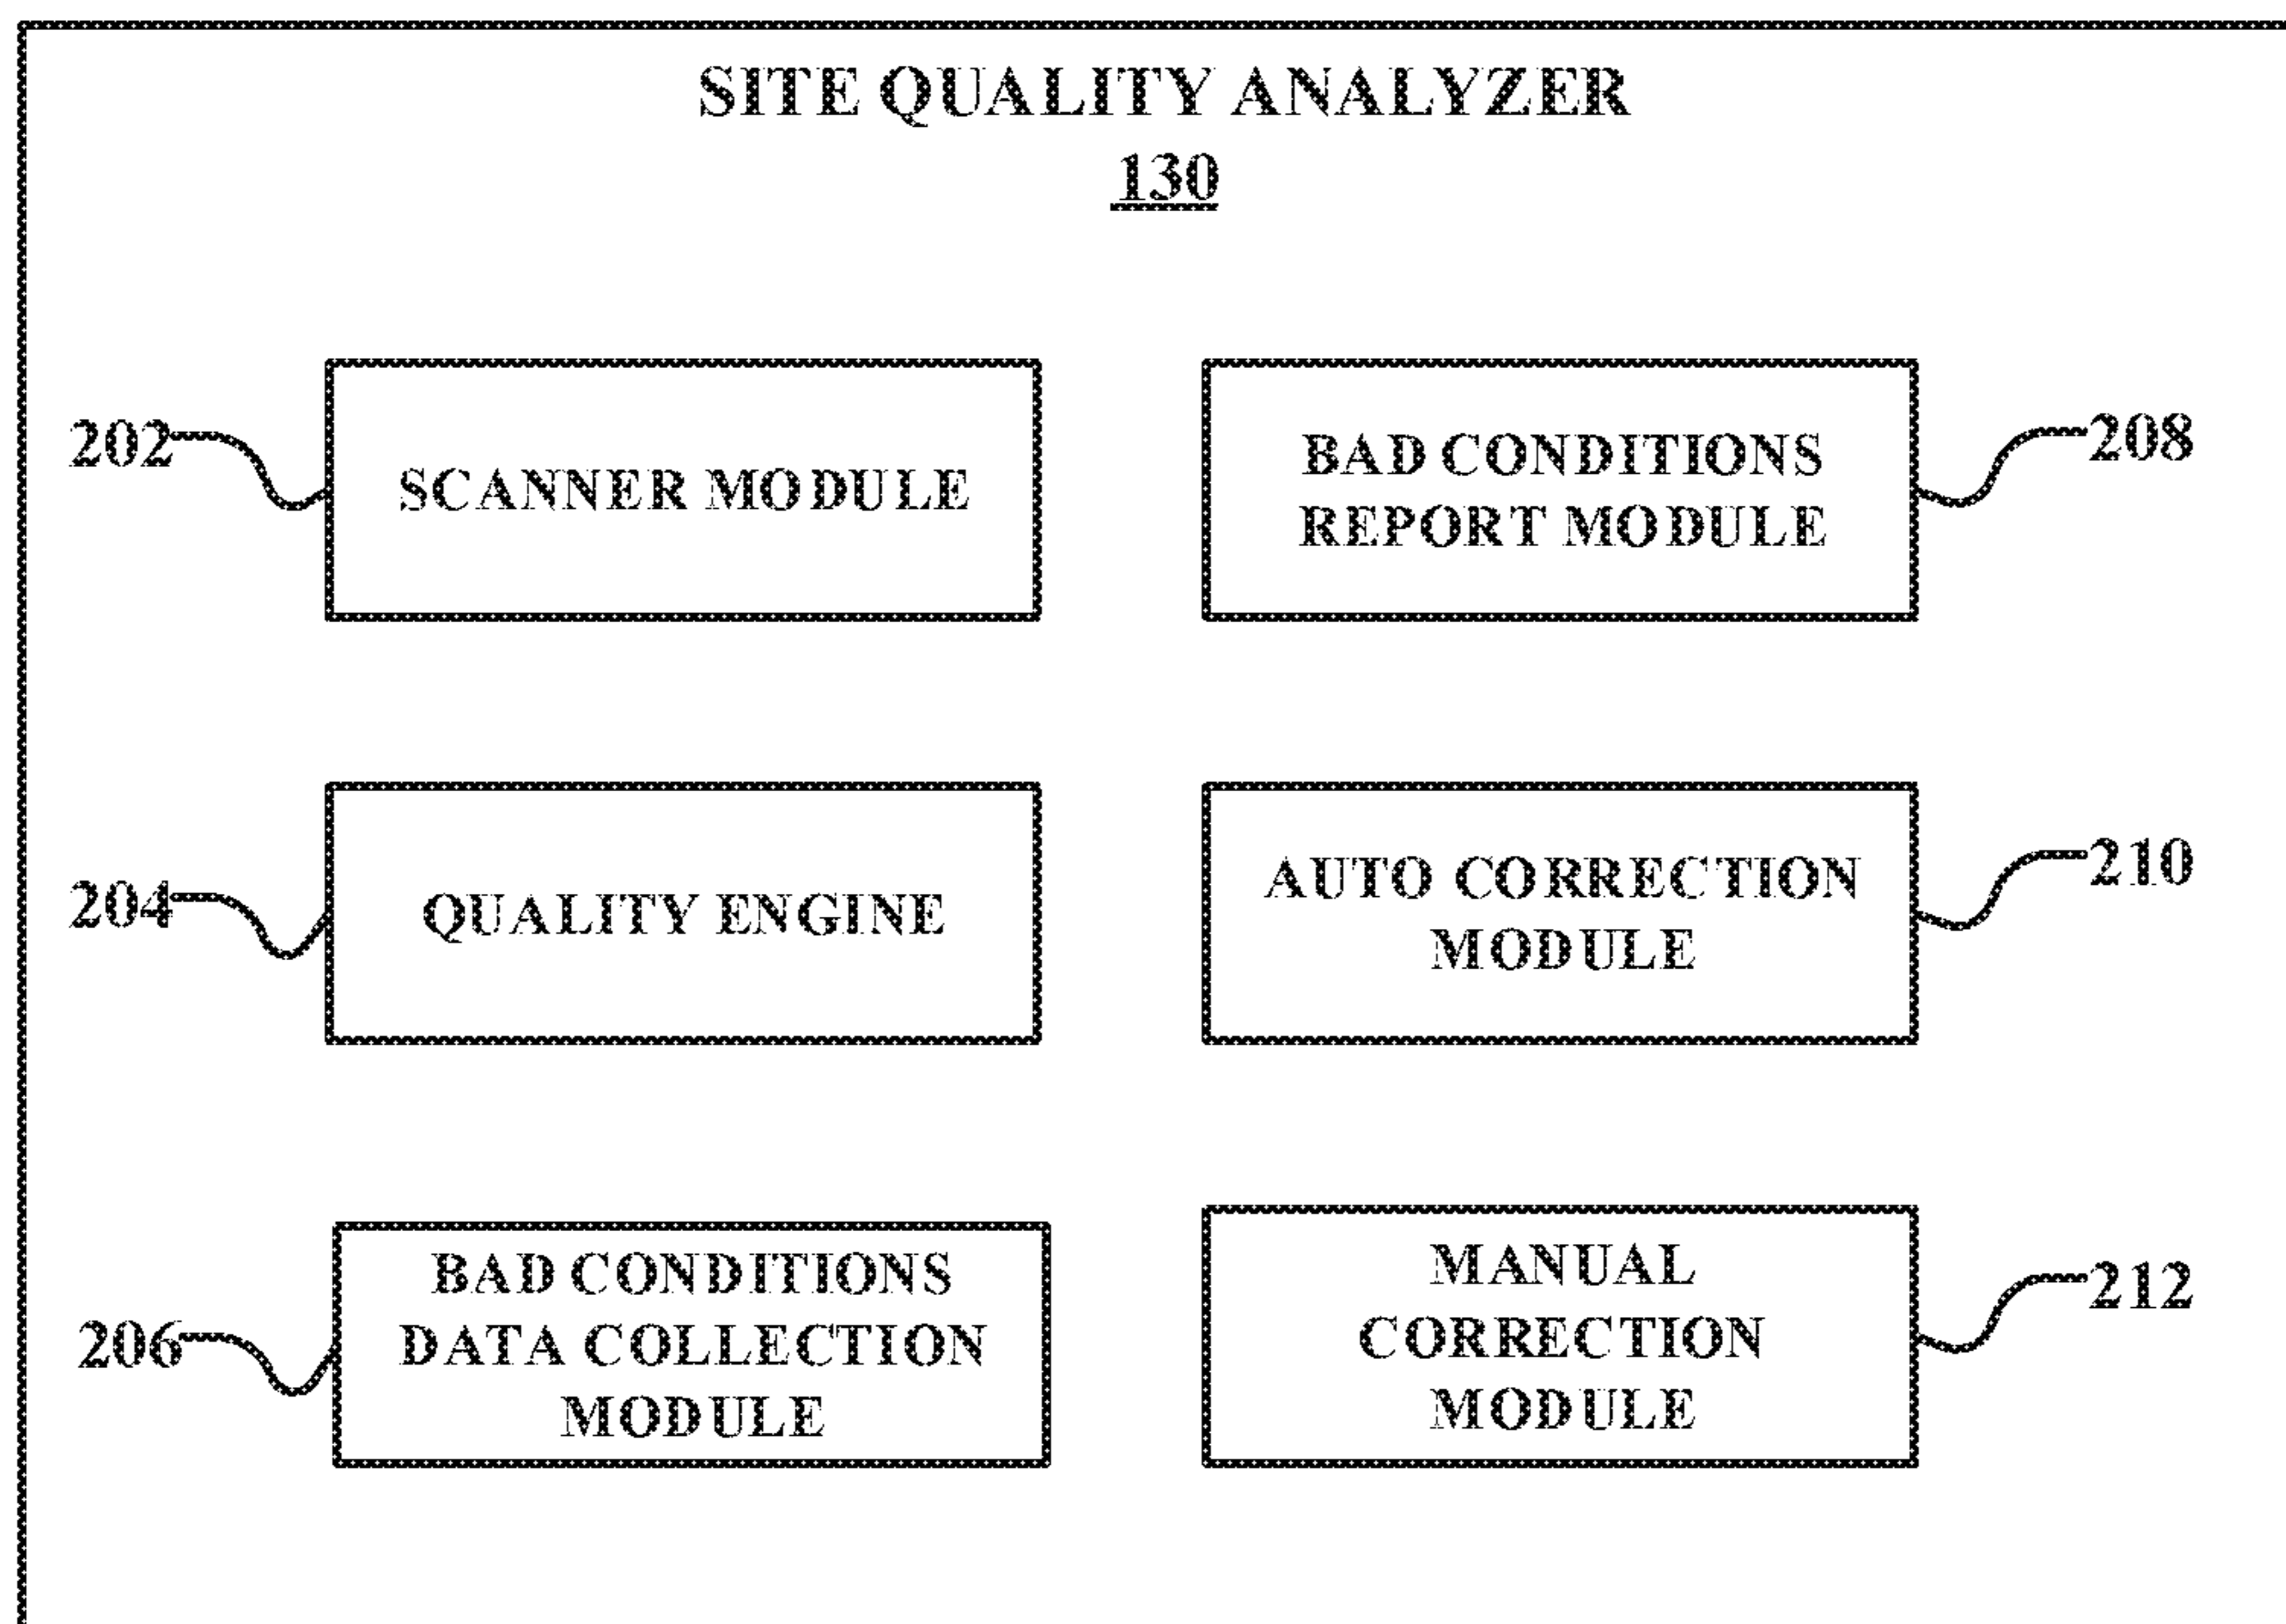 SITE QUALITY ANALYZER
130
202
SCANNER MODULE
BAD CONDITIONS
REPORT MODULE
208
204
QUALITY ENGINE
AUTO CORRECTION
MODULE
210
206
BAD CONDITIONS
DATA COLLECTION
MODULE
MANUAL
CORRECTION
MODULE
212